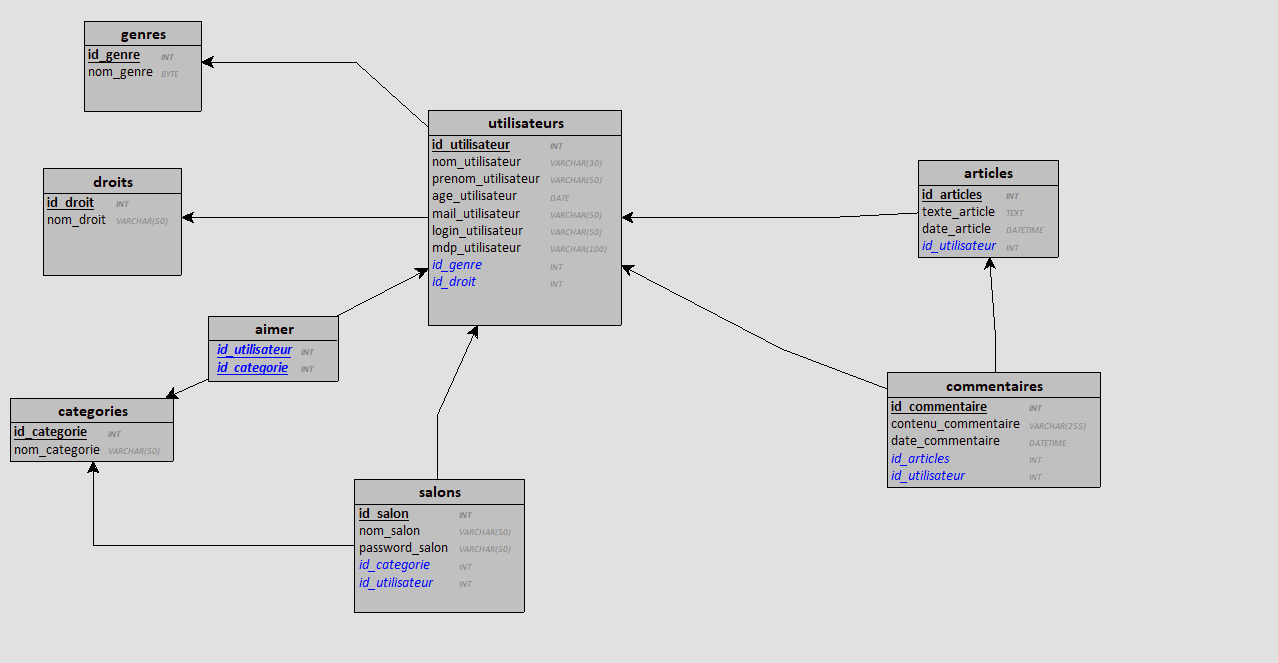 genres
id_genre INT
nom_genre BYTE
utilisateurs
id_utilisateur INT
nom_utilisateur VARCHAR(30)
prenom_utilisateur VARCHAR(50)
age_utilisateur DATE
mail_utilisateur VARCHAR(50)
login_utilisateur VARCHAR(50)
mdp_utilisateur VARCHAR(100)
id_genre INT
id_droit INT
droits
id_droit INT
nom_droit VARCHAR(50)
articles
id_articles INT
texte_article TEXT
date_article DATETIME
id_utilisateur INT
aimer
id_utilisateur INT
id_categorie INT
categories
id_categorie INT
nom_categorie VARCHAR(50)
commentaires
id_commentaire INT
contenu_commentaire VARCHAR(255)
date_commentaire DATETIME
id_articles INT
id_utilisateur INT
salons
id_salon INT
nom_salon VARCHAR(50)
password_salon VARCHAR(50)
id_categorie INT
id_utilisateur INT